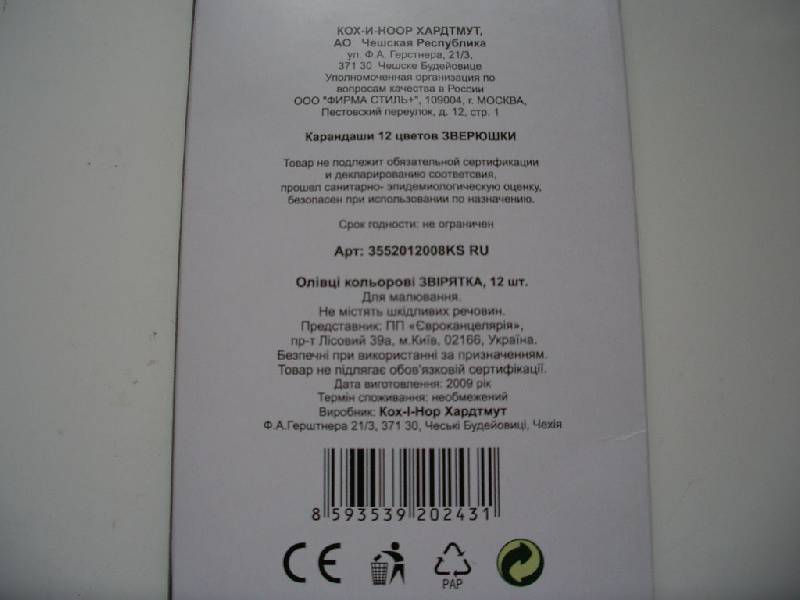 КОХ-И-НООР ХАРДТМУТ,
АО Чешская Республика
ул. Ф.А. Герстнера, 21/3,
371 30 Чешске Будейовице
Уполномоченная организация по
вопросам качества в России
ООО "ФИРМА СТИЛЬ+", 109004, г. МОСКВА,
Пестовский переулок, д. 12, стр. 1
Карандаши 12 цветов ЗВЕРЮШКИ
Товар не подлежит обязательной сертификации
и декларированию соответсвия,
прошел санитарно- эпидемиологическую оценку,
безопасен при использовании по назначению.
Срок годности: не ограничен
Арт: 3552012008KS RU
Олівці кольорові ЗВІРЯТКА, 12 шт.
Для малювання.
Не містять шкідливих речовин.
Представник: ПП «Євроканцелярія»,
пр-т Лісовий 39а, м.Київ, 02166, Україна.
Безпечні при використанні за призначенням.
Товар не підлягає обов'язковій сертифікації.
Дата виготовлення: 2009 рік
Термін споживання: необмежений
Виробник: Кох-І-Нор Хардтмут
Ф.А.Герштнера 21/3, 371 30, Чеські Будейовиці, Чехія
8 593539 202431
CE
PAP